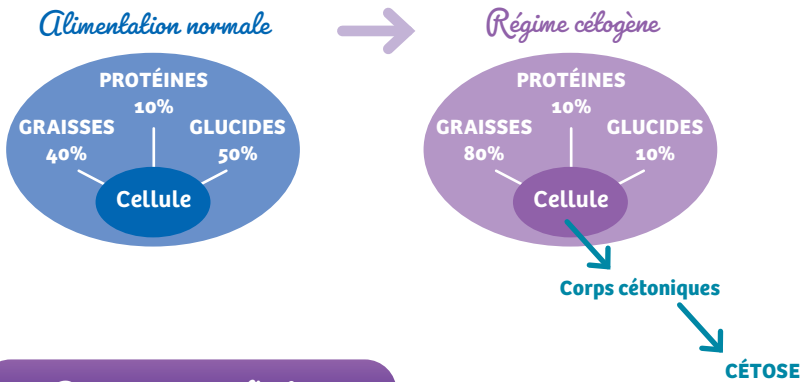 Alimentation normale
Régime cétogène
PROTÉINES
10%
GRAISSES
40%
GLUCIDES
50%
Cellule
PROTÉINES
10%
GRAISSES
80%
GLUCIDES
10%
Cellule
Corps cétoniques
CÉTOSE